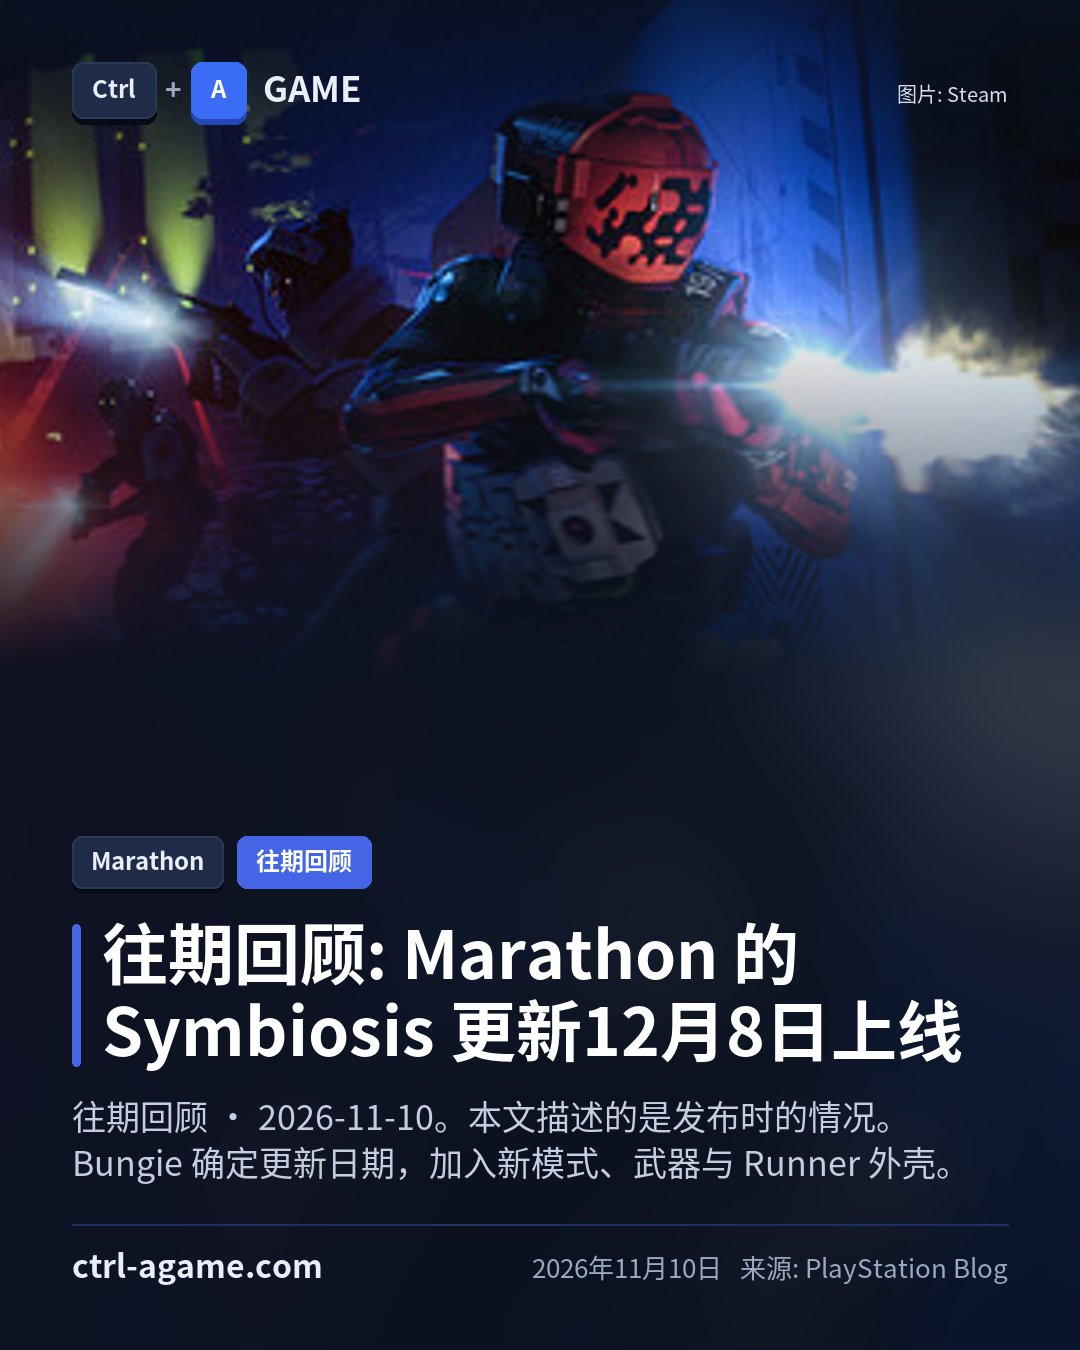 Ctrl + A GAME
图片: Steam
Marathon 往期回顾
往期回顾: Marathon 的
Symbiosis 更新12月8日上线
往期回顾 · 2026-11-10。本文描述的是发布时的情况。
Bungie 确定更新日期，加入新模式、武器与 Runner 外壳。
ctrl-agame.com
2026年11月10日 来源: PlayStation Blog